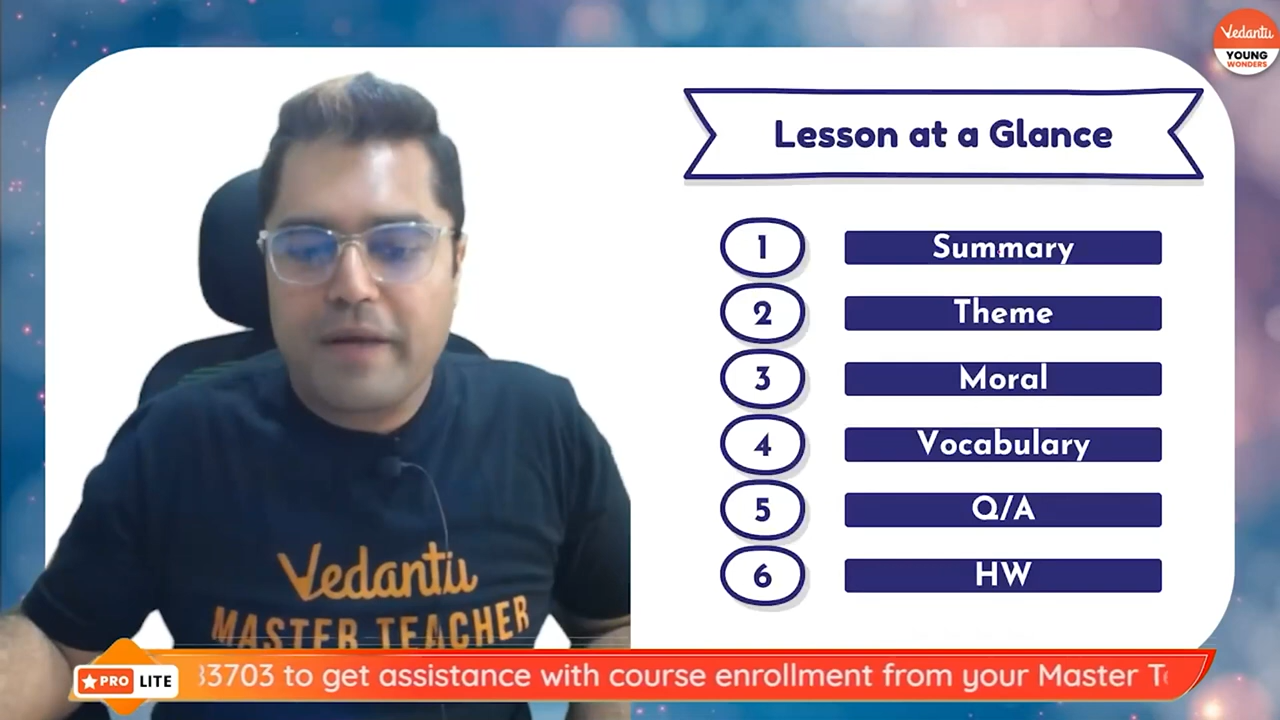 Vedantu
YOUNG
WONDERS
Lesson at a Glance
1 Summary
2 Theme
3 Moral
4 Vocabulary
5 Q/A
6 HW
Vedantu
MASTER TEACHER
PRO LITE
33703 to get assistance with course enrollment from your Master